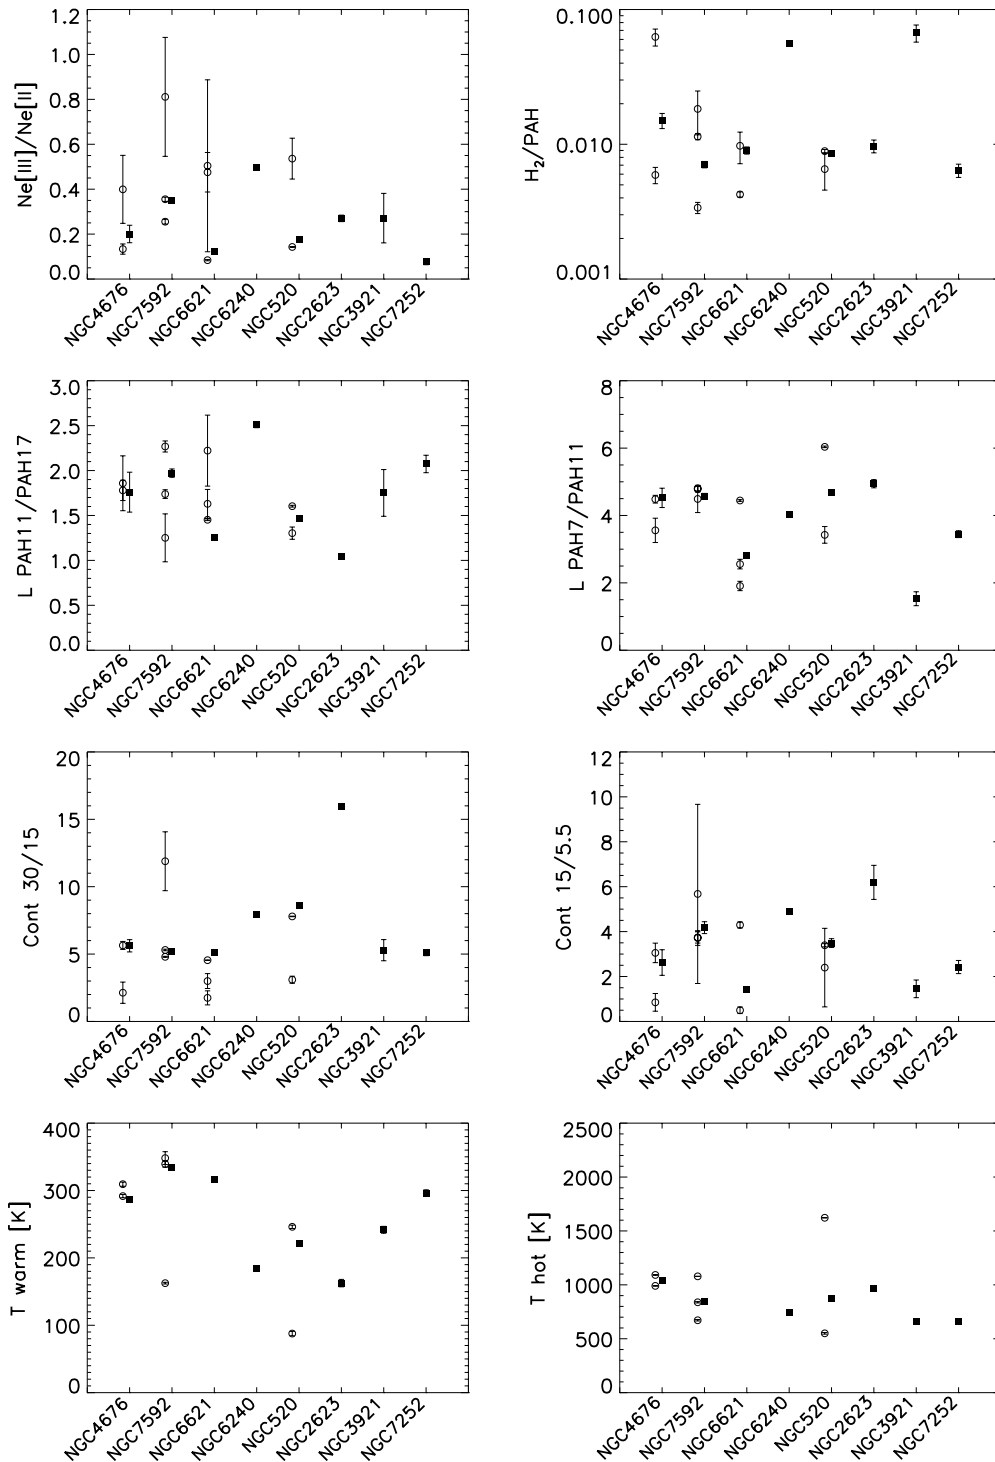 1.2
1.0
0.8
0.6
0.4
0.2
0.0
Ne[III]/Ne[II]
NGC4676
NGC7592
NGC6621
NGC6240
NGC520
NGC2623
NGC3921
NGC7252
0.100
0.010
0.001
H2/PAH
NGC4676
NGC7592
NGC6621
NGC6240
NGC520
NGC2623
NGC3921
NGC7252
3.0
2.5
2.0
1.5
1.0
0.5
0.0
L PAH11/PAH17
NGC4676
NGC7592
NGC6621
NGC6240
NGC520
NGC2623
NGC3921
NGC7252
8
6
4
2
0
L PAH7/PAH11
NGC4676
NGC7592
NGC6621
NGC6240
NGC520
NGC2623
NGC3921
NGC7252
20
15
10
5
0
Cont 30/15
NGC4676
NGC7592
NGC6621
NGC6240
NGC520
NGC2623
NGC3921
NGC7252
12
10
8
6
4
2
0
Cont 15/5.5
NGC4676
NGC7592
NGC6621
NGC6240
NGC520
NGC2623
NGC3921
NGC7252
400
300
200
100
0
T warm [K]
NGC4676
NGC7592
NGC6621
NGC6240
NGC520
NGC2623
NGC3921
NGC7252
2500
2000
1500
1000
500
0
T hot [K]
NGC4676
NGC7592
NGC6621
NGC6240
NGC520
NGC2623
NGC3921
NGC7252